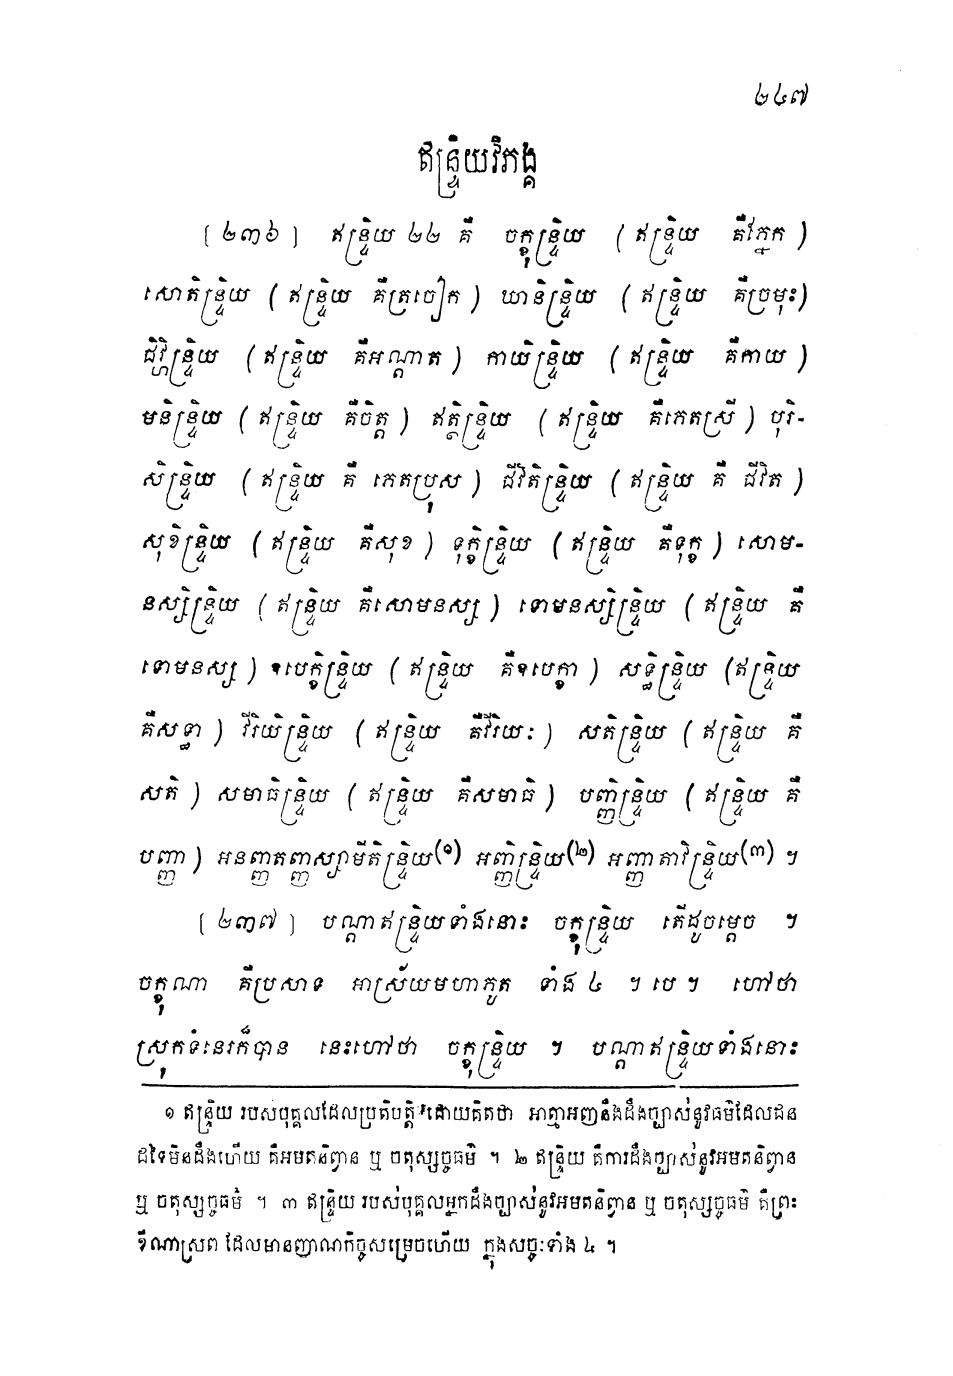 ២៤៧
ឥន្ទ្រិយវិភង្គ
[ ២៣៦ ] ឥន្ទ្រិយ ២២ គឺ ចក្ខុន្ទ្រិយ ( ឥន្ទ្រិយ គឺភ្នែក )
សោតិន្ទ្រិយ ( ឥន្ទ្រិយ គឺត្រចៀក ) ឃានិន្ទ្រិយ ( ឥន្ទ្រិយ គឺច្រមុះ)
ជិវ្ហិន្ទ្រិយ ( ឥន្ទ្រិយ គឺអណ្តាត ) កាយិន្ទ្រិយ ( ឥន្ទ្រិយ គឺកាយ )
មនិន្ទ្រិយ ( ឥន្ទ្រិយ គឺចិត្ត ) ឥត្ថិន្ទ្រិយ ( ឥន្ទ្រិយ គឺភេតស្រី ) បុរិ-
សិន្ទ្រិយ ( ឥន្ទ្រិយ គឺ ភេតប្រុស ) ជីវិតិន្ទ្រិយ ( ឥន្ទ្រិយ គឺ ជីវិត )
សុខិន្ទ្រិយ ( ឥន្ទ្រិយ គឺសុខ ) ទុក្ខិន្ទ្រិយ ( ឥន្ទ្រិយ គឺទុក្ខ ) សោម-
នស្សិន្ទ្រិយ ( ឥន្ទ្រិយ គឺសោមនស្ស ) ទោមនស្សិន្ទ្រិយ ( ឥន្ទ្រិយ គឺ
ទោមនស្ស ) ឧបេក្ខិន្ទ្រិយ ( ឥន្ទ្រិយ គឺឧបេក្ខា ) សទ្ធិន្ទ្រិយ (ឥន្ទ្រិយ
គឺសទ្ធា ) វីរិយិន្ទ្រិយ ( ឥន្ទ្រិយ គឺវីរិយៈ ) សតិន្ទ្រិយ ( ឥន្ទ្រិយ គឺ
សតិ ) សមាធិន្ទ្រិយ ( ឥន្ទ្រិយ គឺសមាធិ ) បញ្ញិន្ទ្រិយ ( ឥន្ទ្រិយ គឺ
បញ្ញា ) អនញ្ញតញ្ញស្សាមីតិន្ទ្រិយ(១) អញ្ញិន្ទ្រិយ(២) អញ្ញាតាវិន្ទ្រិយ(៣) ។
[ ២៣៧ ] បណ្តាឥន្ទ្រិយទាំងនោះ ចក្ខុន្ទ្រិយ តើដូចម្តេច ។
ចក្ខុណា គឺប្រសាទ អាស្រ័យមហាភូត ទាំង ៤ ។ បេ ។ ហៅថា
ស្រុកទំនេរក៏បាន នេះហៅថា ចក្ខុន្ទ្រិយ ។ បណ្តាឥន្ទ្រិយទាំងនោះ
១ ឥន្ទ្រិយ របស់បុគ្គលដែលប្រតិបត្តិដោយគិតថា អាត្មាអញនឹងដឹងច្បាស់នូវធម៌ដែលដន
ដទៃមិនដឹងហើយ គឺអមតនិព្វាន ឬ ចតុស្សច្ចធម៌ ។ ២ ឥន្ទ្រិយ គឺការដឹងច្បាស់នូវអមតនិព្វាន
ឬ ចតុស្សច្ចធម៌ ។ ៣ ឥន្ទ្រិយ របស់បុគ្គលអ្នកដឹងច្បាស់នូវអមតនិព្វាន ឬ ចតុស្សច្ចធម៌ គឺព្រះ
ខីណាស្រព ដែលមានញាណកិច្ចសម្រេចហើយ ក្នុងសច្ចៈទាំង ៤ ។